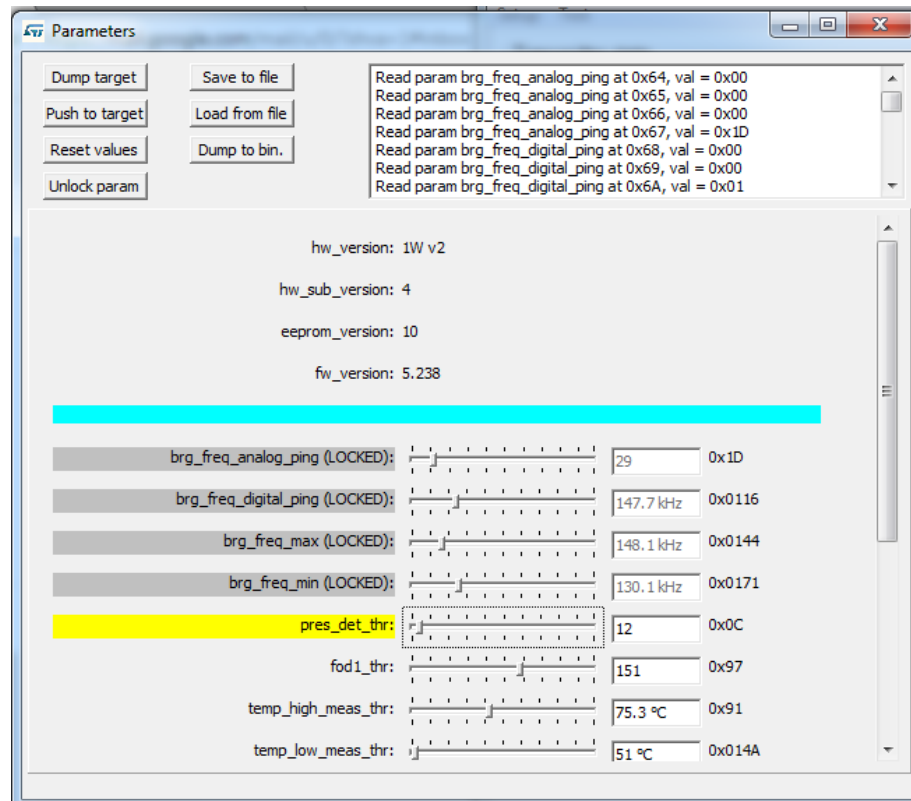 Parameters
Dump target
Save to file
Push to target
Load from file
Reset values
Dump to bin.
Unlock param
Read param brg_freq_analog_ping at 0x64, val = 0x00
Read param brg_freq_analog_ping at 0x65, val = 0x00
Read param brg_freq_analog_ping at 0x66, val = 0x00
Read param brg_freq_analog_ping at 0x67, val = 0x1D
Read param brg_freq_digital_ping at 0x68, val = 0x00
Read param brg_freq_digital_ping at 0x69, val = 0x00
Read param brg_freq_digital_ping at 0x6A, val = 0x01
hw_version: 1W v2
hw_sub_version: 4
eeprom_version: 10
fw_version: 5.238
brg_freq_analog_ping (LOCKED): 29 0x1D
brg_freq_digital_ping (LOCKED): 147.7 kHz 0x0116
brg_freq_max (LOCKED): 148.1 kHz 0x0144
brg_freq_min (LOCKED): 130.1 kHz 0x0171
pres_det_thr: 12 0x0C
fod1_thr: 151 0x97
temp_high_meas_thr: 75.3 ºC 0x91
temp_low_meas_thr: 51 ºC 0x014A